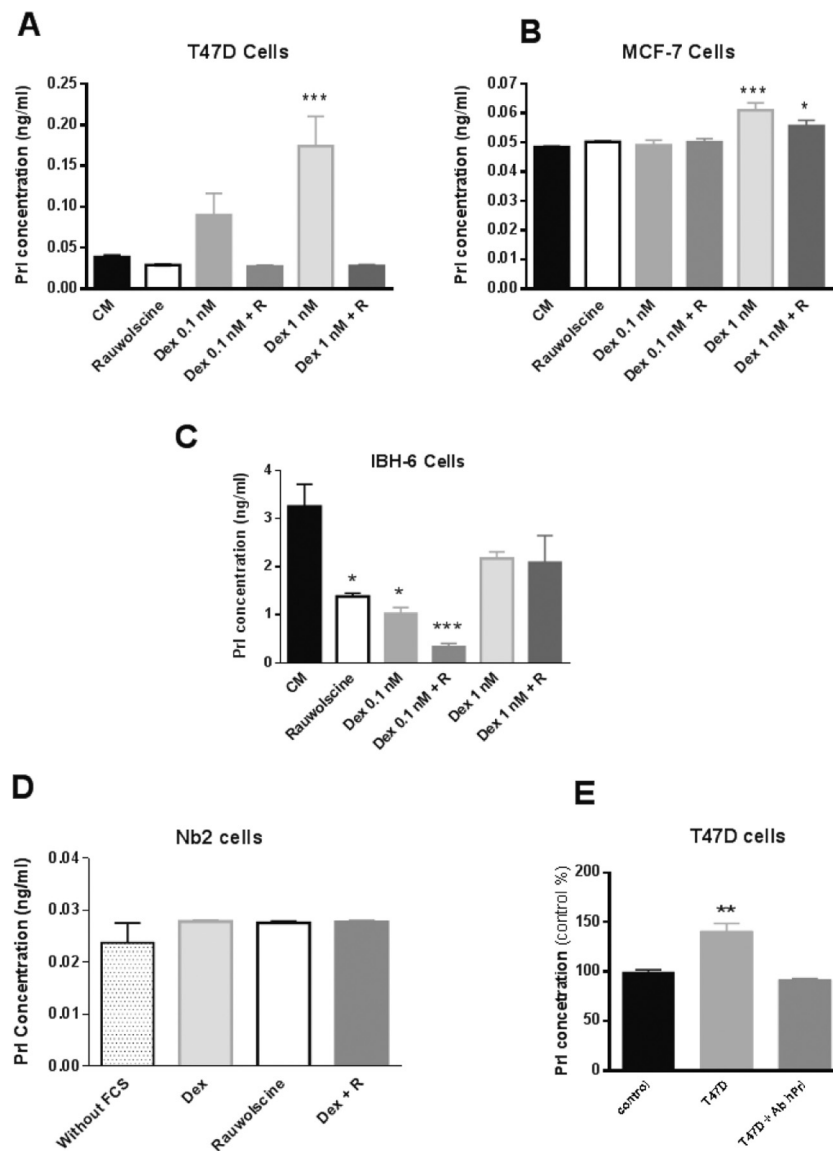 A
T47D Cells
Prl concentration (ng/ml)
0.25
0.20
0.15
0.10
0.05
0.00
***
CM
Rauwolscine
Dex 0.1 nM
Dex 0.1 nM + R
Dex 1 nM
Dex 1 nM + R
B
MCF-7 Cells
Prl concentration (ng/ml)
0.07
0.06
0.05
0.04
0.03
0.02
0.01
0.00
***
*
CM
Rauwolscine
Dex 0.1 nM
Dex 0.1 nM + R
Dex 1 nM
Dex 1 nM + R
C
IBH-6 Cells
Prl concentration (ng/ml)
4
3
2
1
0
*
*
***
CM
Rauwolscine
Dex 0.1 nM
Dex 0.1 nM + R
Dex 1 nM
Dex 1 nM + R
D
Nb2 cells
Prl Concentration (ng/ml)
0.04
0.03
0.02
0.01
0.00
Without FCS
Dex
Rauwolscine
Dex + R
E
T47D cells
Prl concetration (control %)
200
150
100
50
0
**
control
T47D
T47D + Ab hPrl